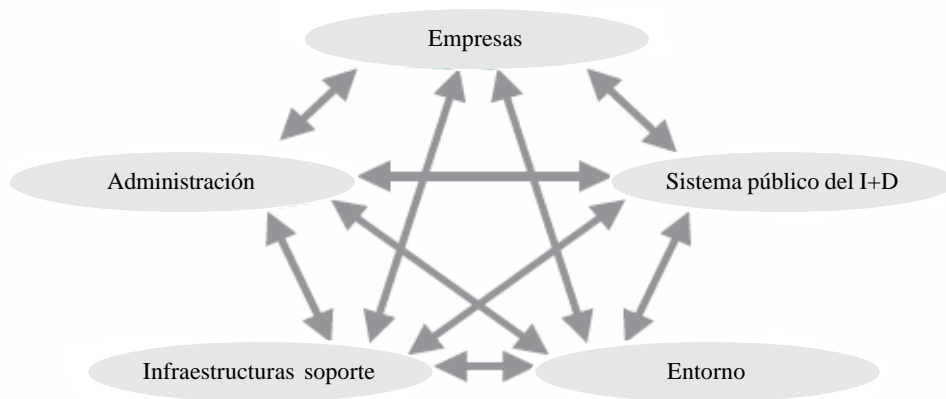 Empresas
Administración
Sistema público del I+D
Infraestructuras soporte
Entorno